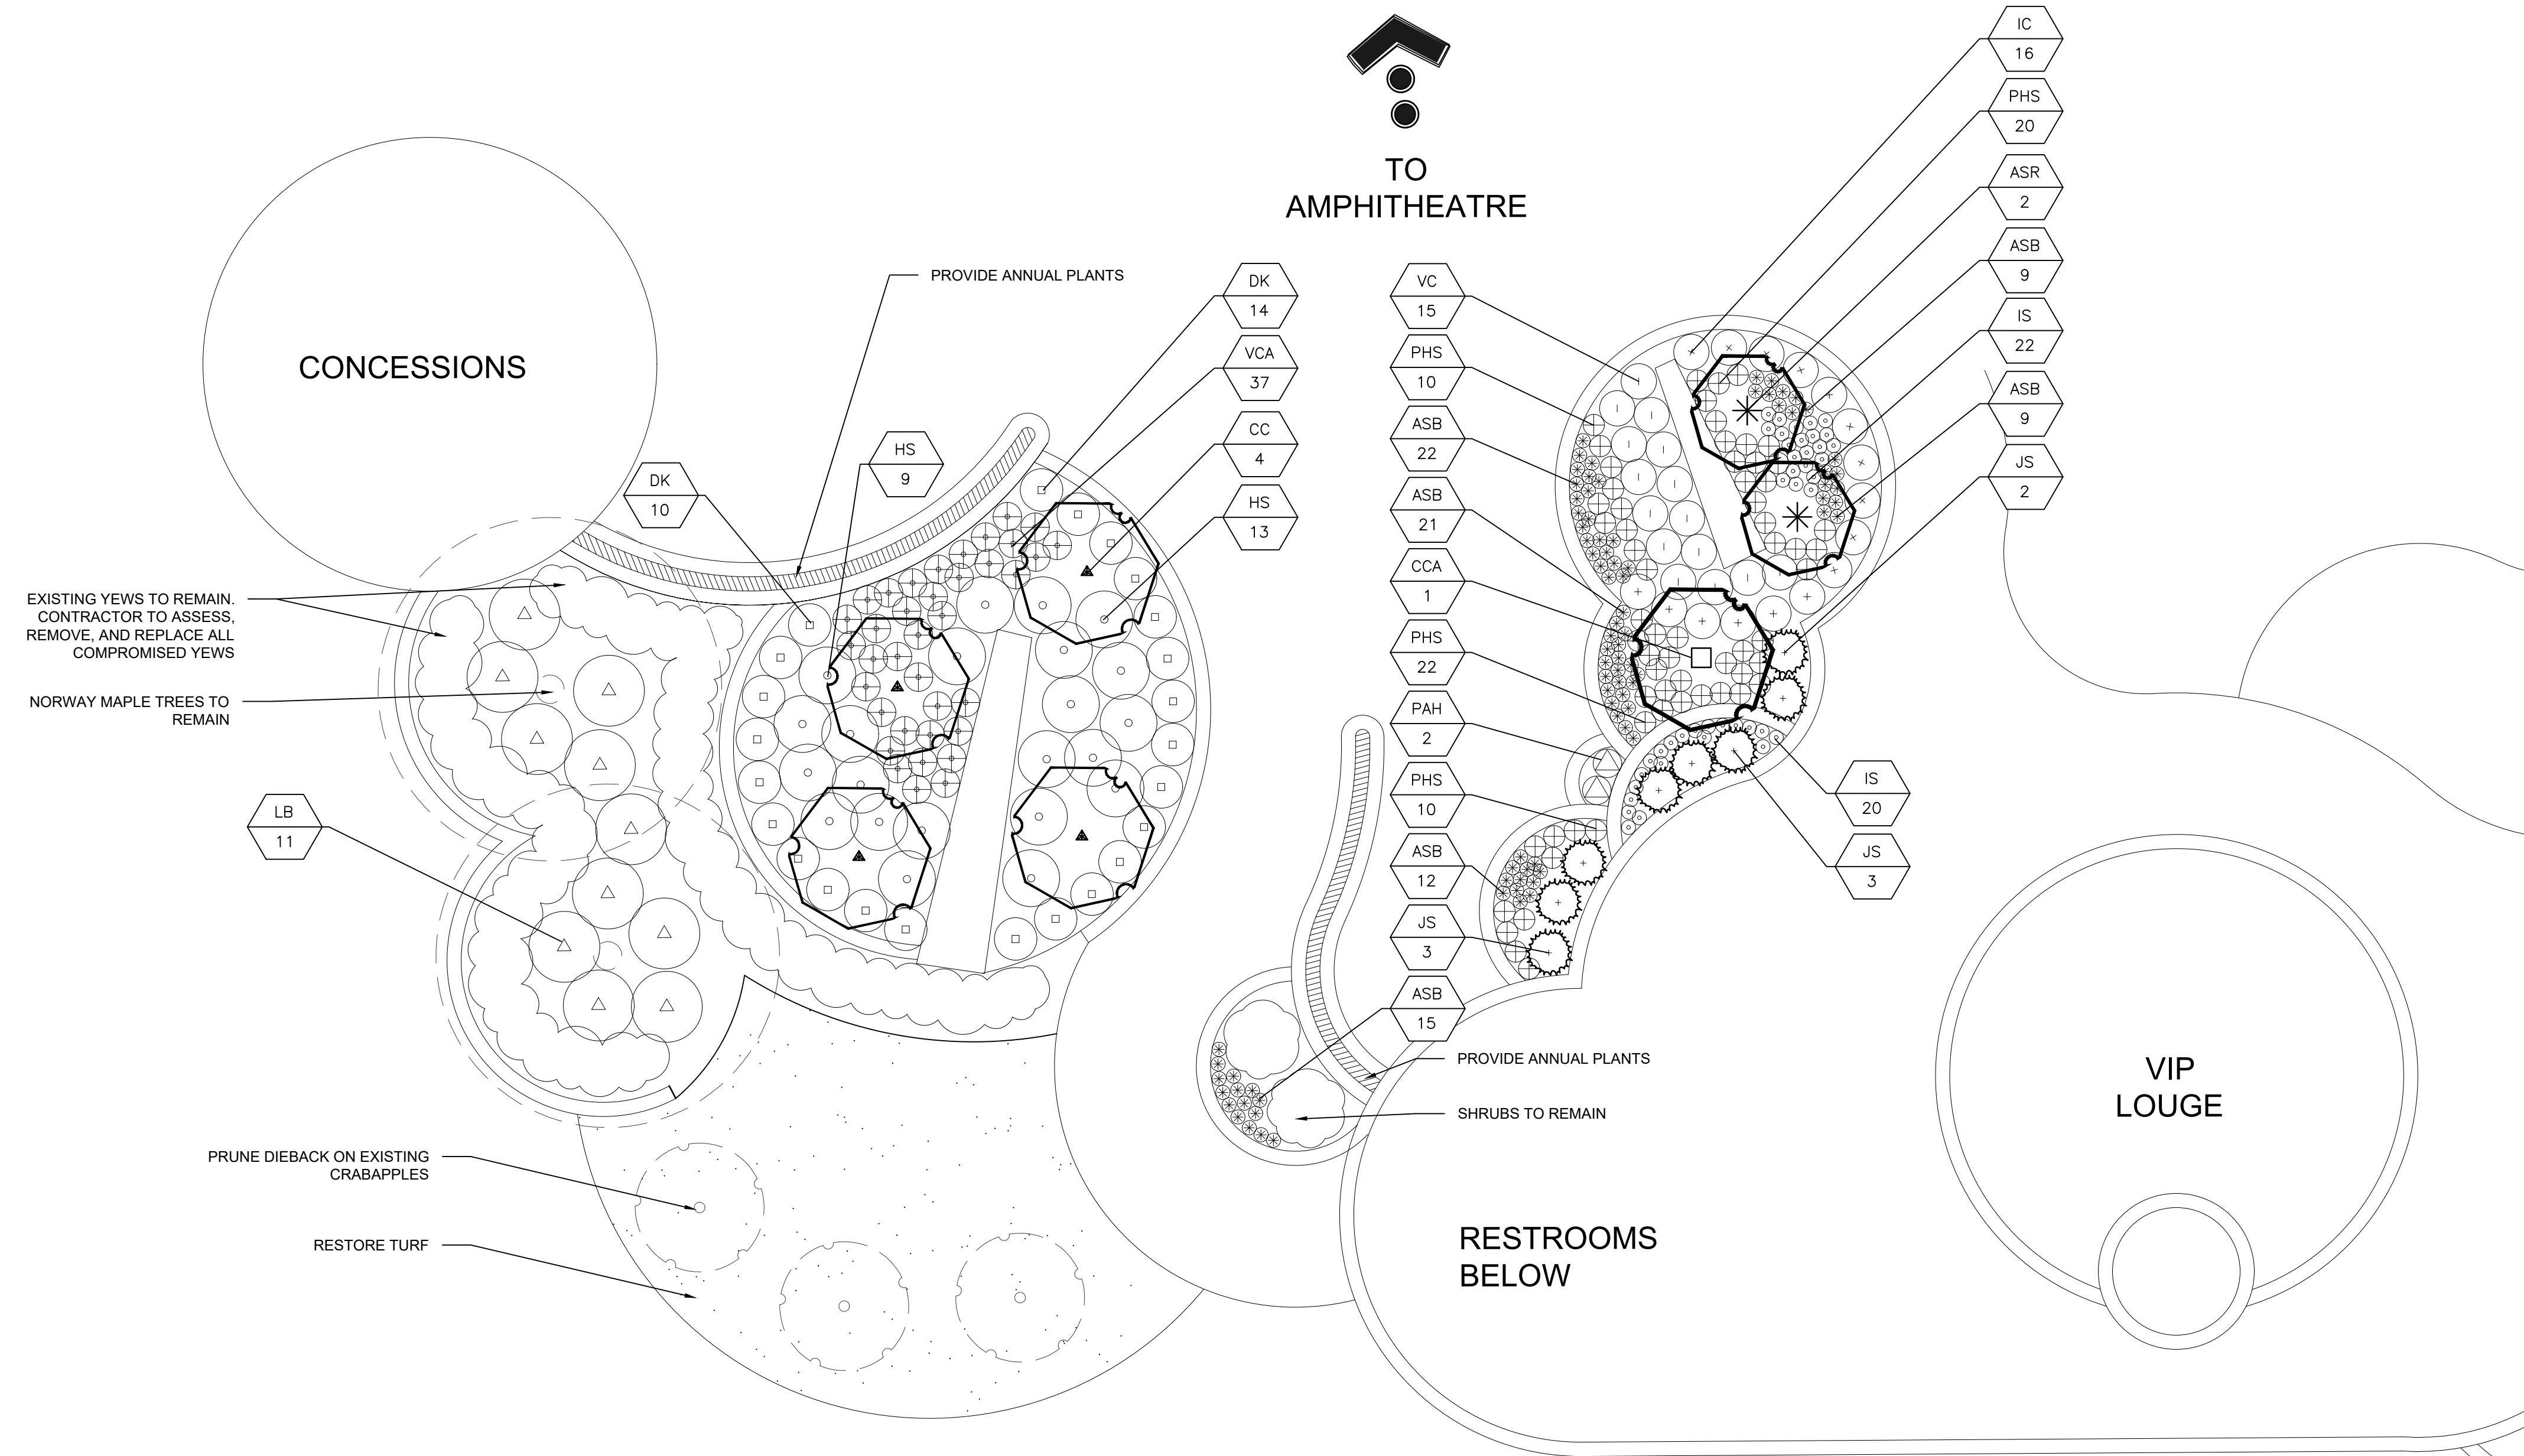 TO
AMPHITHEATRE
CONCESSIONS
PROVIDE ANNUAL PLANTS
DK
14
VCA
37
CC
4
HS
13
HS
9
DK
10
EXISTING YEWS TO REMAIN.
CONTRACTOR TO ASSESS,
REMOVE, AND REPLACE ALL
COMPROMISED YEWS
NORWAY MAPLE TREES TO
REMAIN
LB
11
PRUNE DIEBACK ON EXISTING
CRABAPPLES
RESTORE TURF
VC
15
PHS
10
ASB
22
ASB
21
CCA
1
PHS
22
PAH
2
PHS
10
ASB
12
JS
3
ASB
15
PROVIDE ANNUAL PLANTS
SHRUBS TO REMAIN
IC
16
PHS
20
ASR
2
ASB
9
IS
22
ASB
9
JS
2
IS
20
JS
3
RESTROOMS
BELOW
VIP
LOUGE